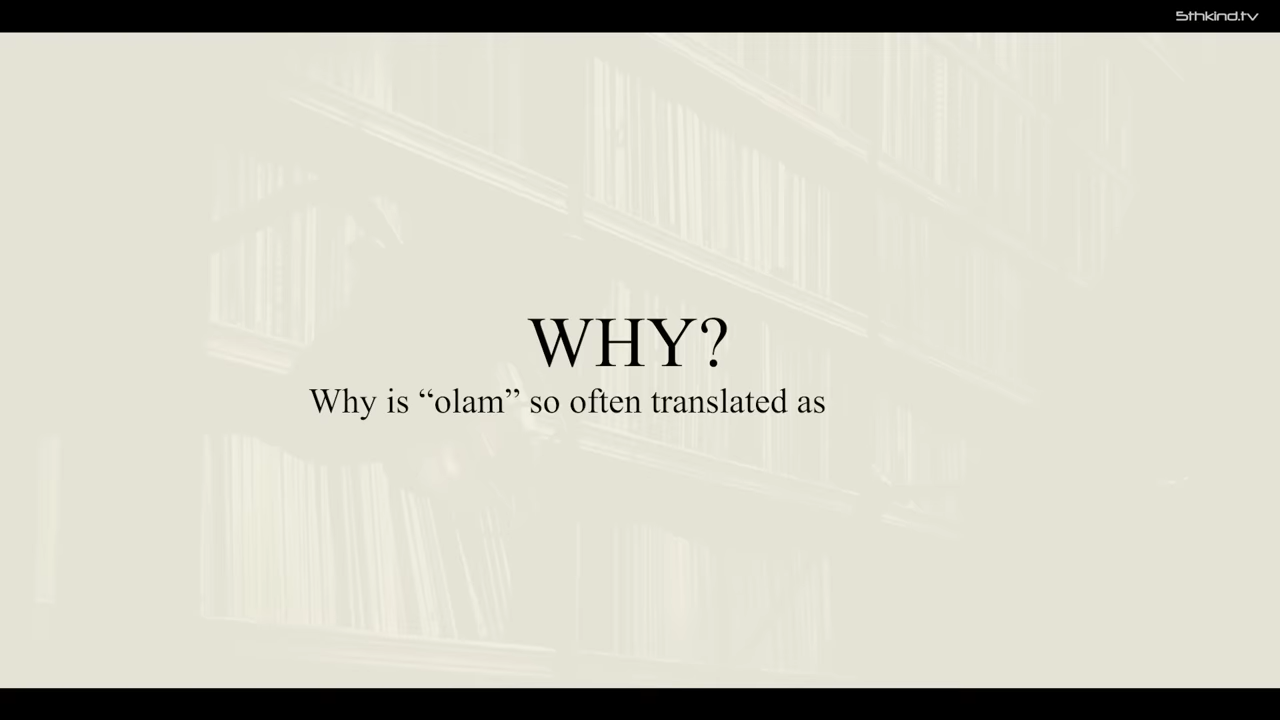 5thkind.tv
WHY?
Why is “olam” so often translated as